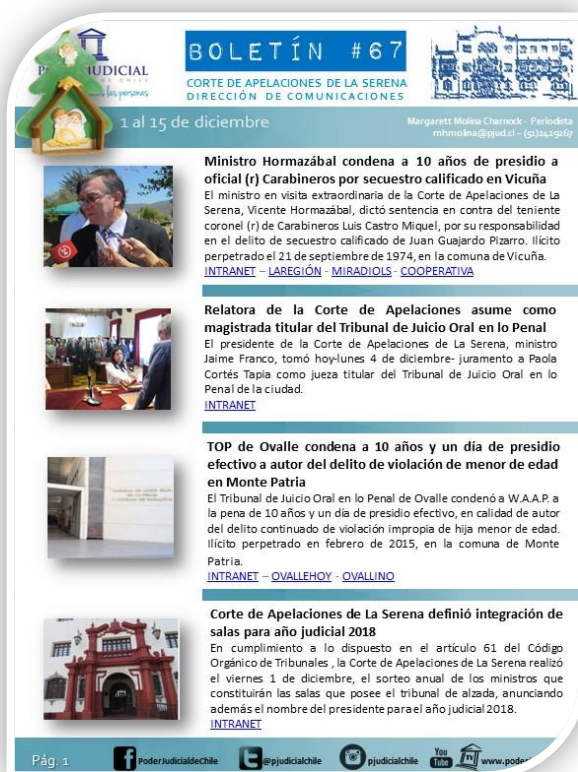 JUDICIAL
DE CHILE
las personas
BOLETÍN #67
CORTE DE APELACIONES DE LA SERENA
DIRECCIÓN DE COMUNICACIONES
1 al 15 de diciembre
Margarett Molina Charnock - Periodista
mhmolina@pjud.cl – (51)2429267
Ministro Hormazábal condena a 10 años de presidio a
oficial (r) Carabineros por secuestro calificado en Vicuña
El ministro en visita extraordinaria de la Corte de Apelaciones de La
Serena, Vicente Hormazábal, dictó sentencia en contra del teniente
coronel (r) de Carabineros Luis Castro Miquel, por su responsabilidad
en el delito de secuestro calificado de Juan Guajardo Pizarro. Ilícito
perpetrado el 21 de septiembre de 1974, en la comuna de Vicuña.
INTRANET – LAREGIÓN - MIRADIOLS - COOPERATIVA
Relatora de la Corte de Apelaciones asume como
magistrada titular del Tribunal de Juicio Oral en lo Penal
El presidente de la Corte de Apelaciones de La Serena, ministro
Jaime Franco, tomó hoy-lunes 4 de diciembre- juramento a Paola
Cortés Tapia como jueza titular del Tribunal de Juicio Oral en lo
Penal de la ciudad.
INTRANET
TOP de Ovalle condena a 10 años y un día de presidio
efectivo a autor del delito de violación de menor de edad
en Monte Patria
El Tribunal de Juicio Oral en lo Penal de Ovalle condenó a W.A.A.P. a
la pena de 10 años y un día de presidio efectivo, en calidad de autor
del delito continuado de violación impropia de hija menor de edad.
Ilícito perpetrado en febrero de 2015, en la comuna de Monte
Patria.
INTRANET – OVALLEHOY - OVALLINO
Corte de Apelaciones de La Serena definió integración de
salas para año judicial 2018
En cumplimiento a lo dispuesto en el artículo 61 del Código
Orgánico de Tribunales , la Corte de Apelaciones de La Serena realizó
el viernes 1 de diciembre, el sorteo anual de los ministros que
constituirán las salas que posee el tribunal de alzada, anunciando
además el nombre del presidente para el año judicial 2018.
INTRANET
Pág. 1
PoderJudicialdeChile
@pjudicialchile
pjudicialchile
You Tube
www.poder